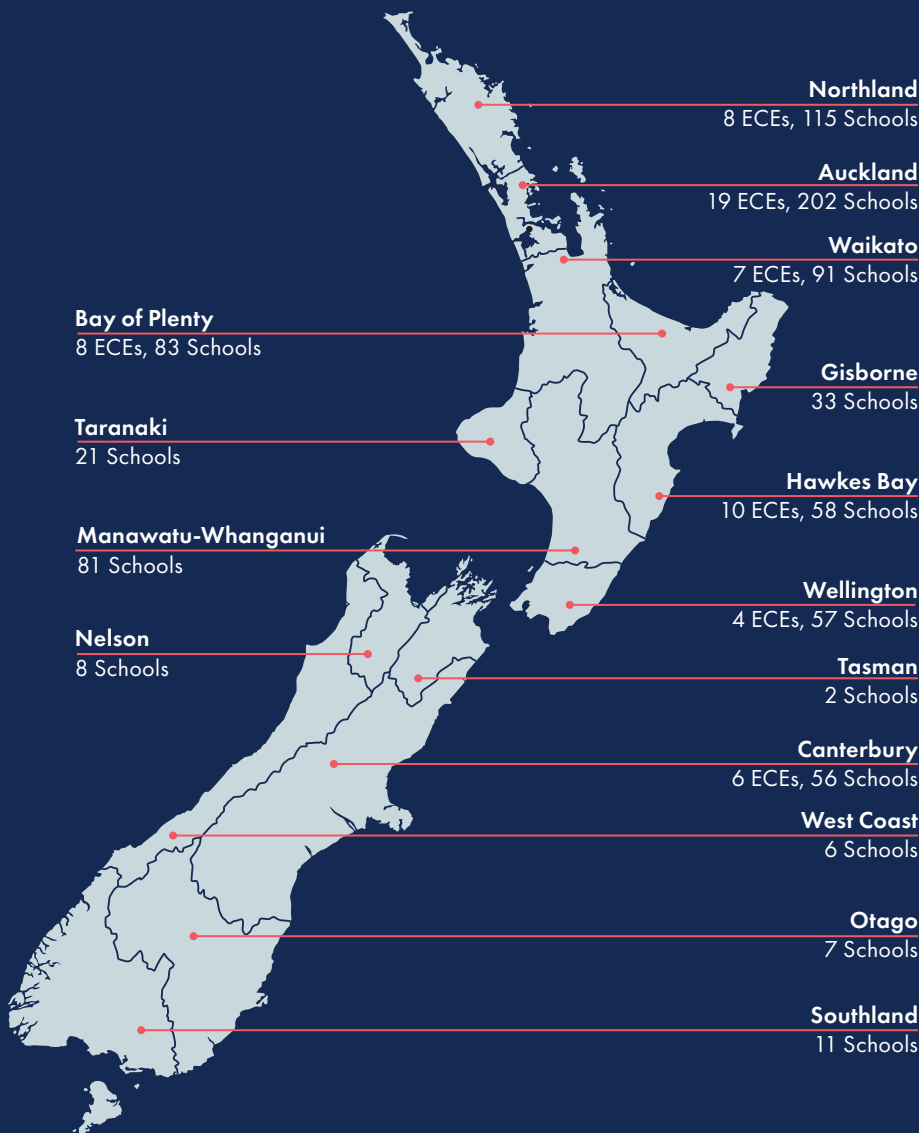 Northland
8 ECEs, 115 Schools
Auckland
19 ECEs, 202 Schools
Waikato
7 ECEs, 91 Schools
Bay of Plenty
8 ECEs, 83 Schools
Gisborne
33 Schools
Taranaki
21 Schools
Hawkes Bay
10 ECEs, 58 Schools
Manawatu-Whanganui
81 Schools
Wellington
4 ECEs, 57 Schools
Nelson
8 Schools
Tasman
2 Schools
Canterbury
6 ECEs, 56 Schools
West Coast
6 Schools
Otago
7 Schools
Southland
11 Schools